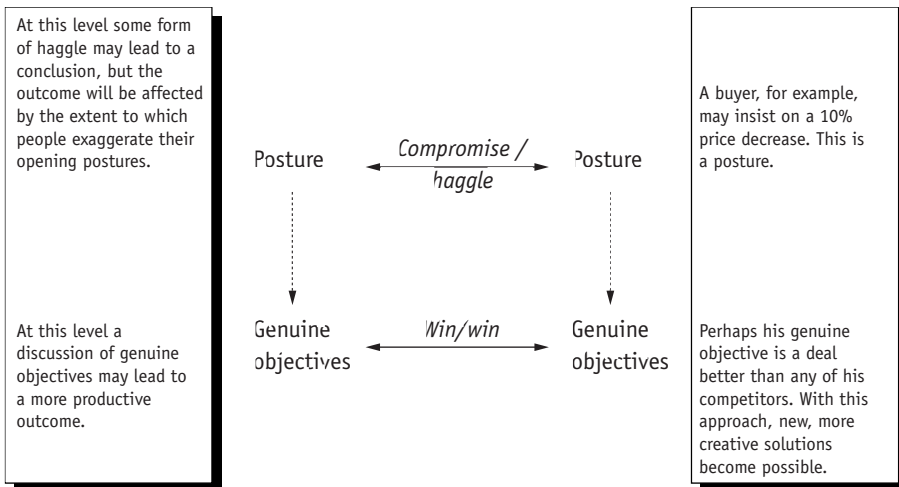 At this level some form
of haggle may lead to a
conclusion, but the
outcome will be affected
by the extent to which
people exaggerate their
opening postures.
Posture
Compromise /
haggle
Posture
A buyer, for example,
may insist on a 10%
price decrease. This is
a posture.
At this level a
discussion of genuine
objectives may lead to
a more productive
outcome.
Genuine
objectives
Win/win
Genuine
objectives
Perhaps his genuine
objective is a deal
better than any of his
competitors. With this
approach, new, more
creative solutions
become possible.